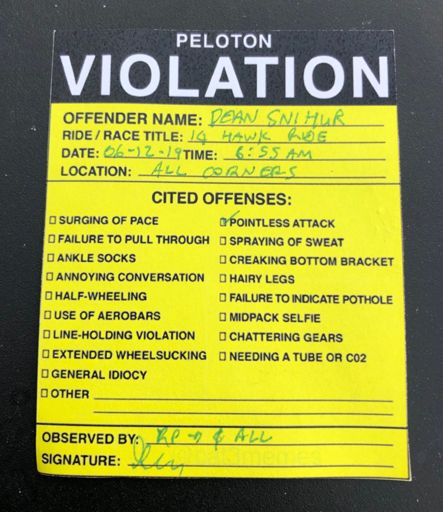 PELOTON
VIOLATION
OFFENDER NAME: DEAN SNIHUR
RIDE / RACE TITLE: HAWK RIDE
DATE: 06-12-19 TIME: 6:55 AM
LOCATION: ALL CORNERS
CITED OFFENSES:
☐ SURGING OF PACE ☑ POINTLESS ATTACK
☐ FAILURE TO PULL THROUGH ☐ SPRAYING OF SWEAT
☐ ANKLE SOCKS ☐ CREAKING BOTTOM BRACKET
☐ ANNOYING CONVERSATION ☐ HAIRY LEGS
☐ HALF-WHEELING ☐ FAILURE TO INDICATE POTHOLE
☐ USE OF AEROBARS ☐ MIDPACK SELFIE
☐ LINE-HOLDING VIOLATION ☐ CHATTERING GEARS
☐ EXTENDED WHEELSUCKING ☐ NEEDING A TUBE OR C02
☐ GENERAL IDIOCY
☐ OTHER
OBSERVED BY: ALL
SIGNATURE: